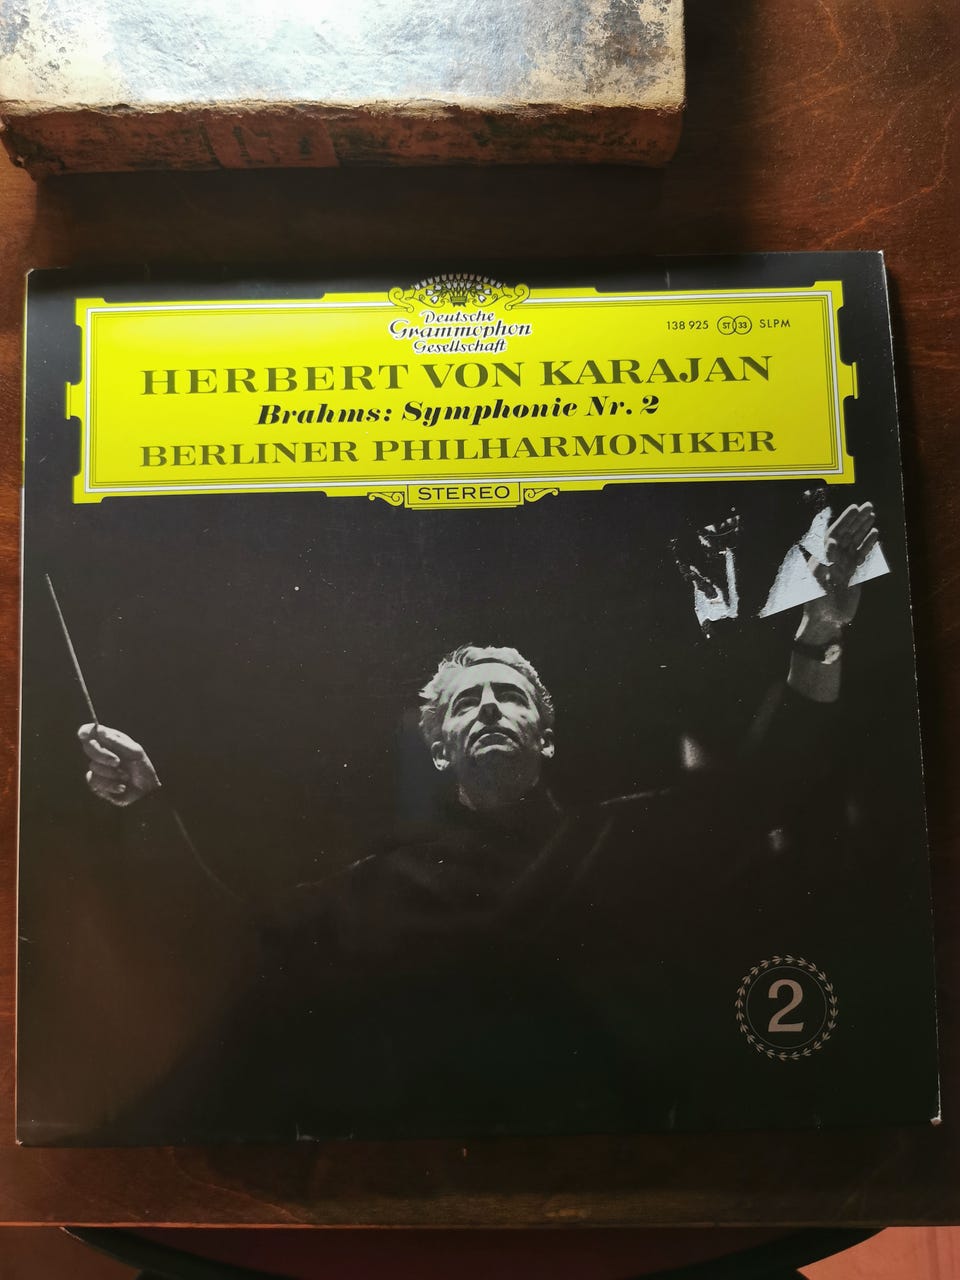 Deutsche
Grammophon
Gesellschaft
138 925 ST 33 SLPM
HERBERT VON KARAJAN
Brahms: Symphonie Nr. 2
BERLINER PHILHARMONIKER
STEREO
2